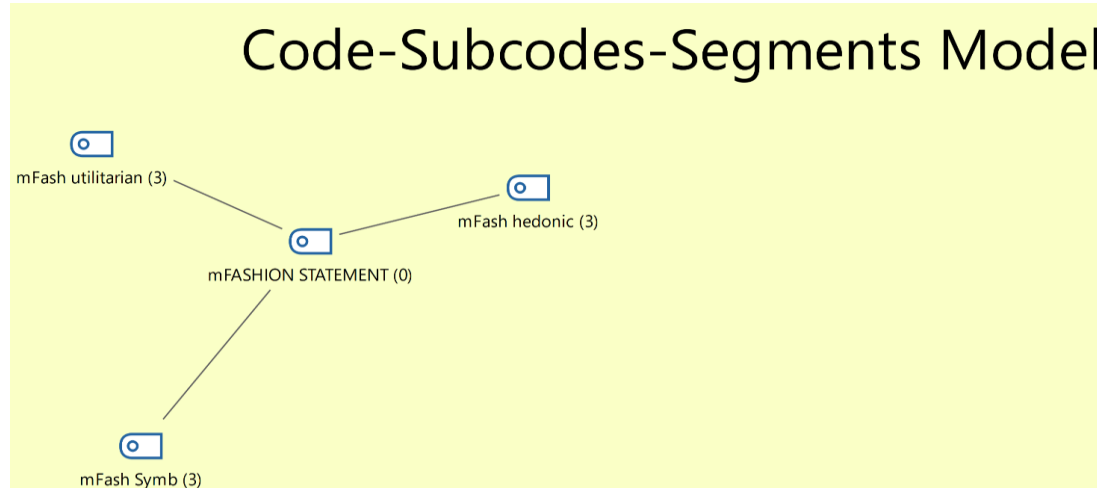 Code-Subcodes-Segments Model
mFash utilitarian (3)
mFash hedonic (3)
mFASHION STATEMENT (0)
mFash Symb (3)